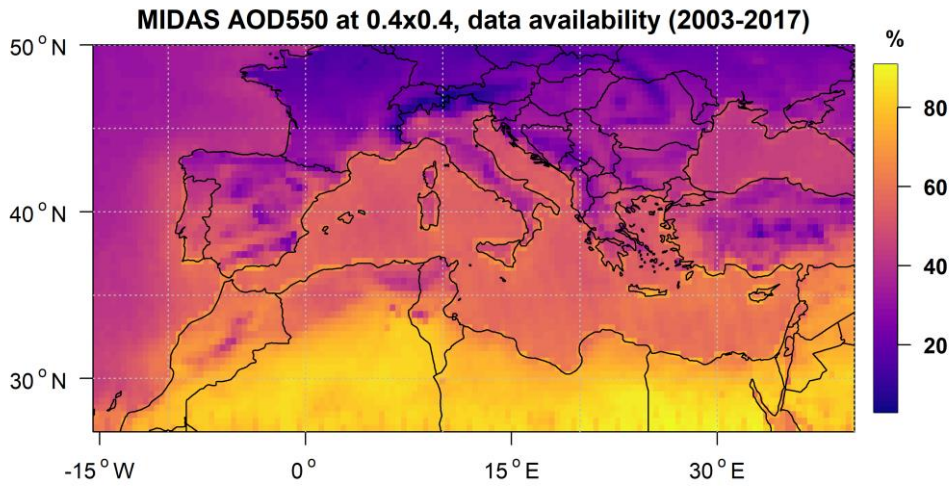 MIDAS AOD550 at 0.4x0.4, data availability (2003-2017)
%
50°N
40°N
30°N
80
60
40
20
-15°W
0°
15°E
30°E